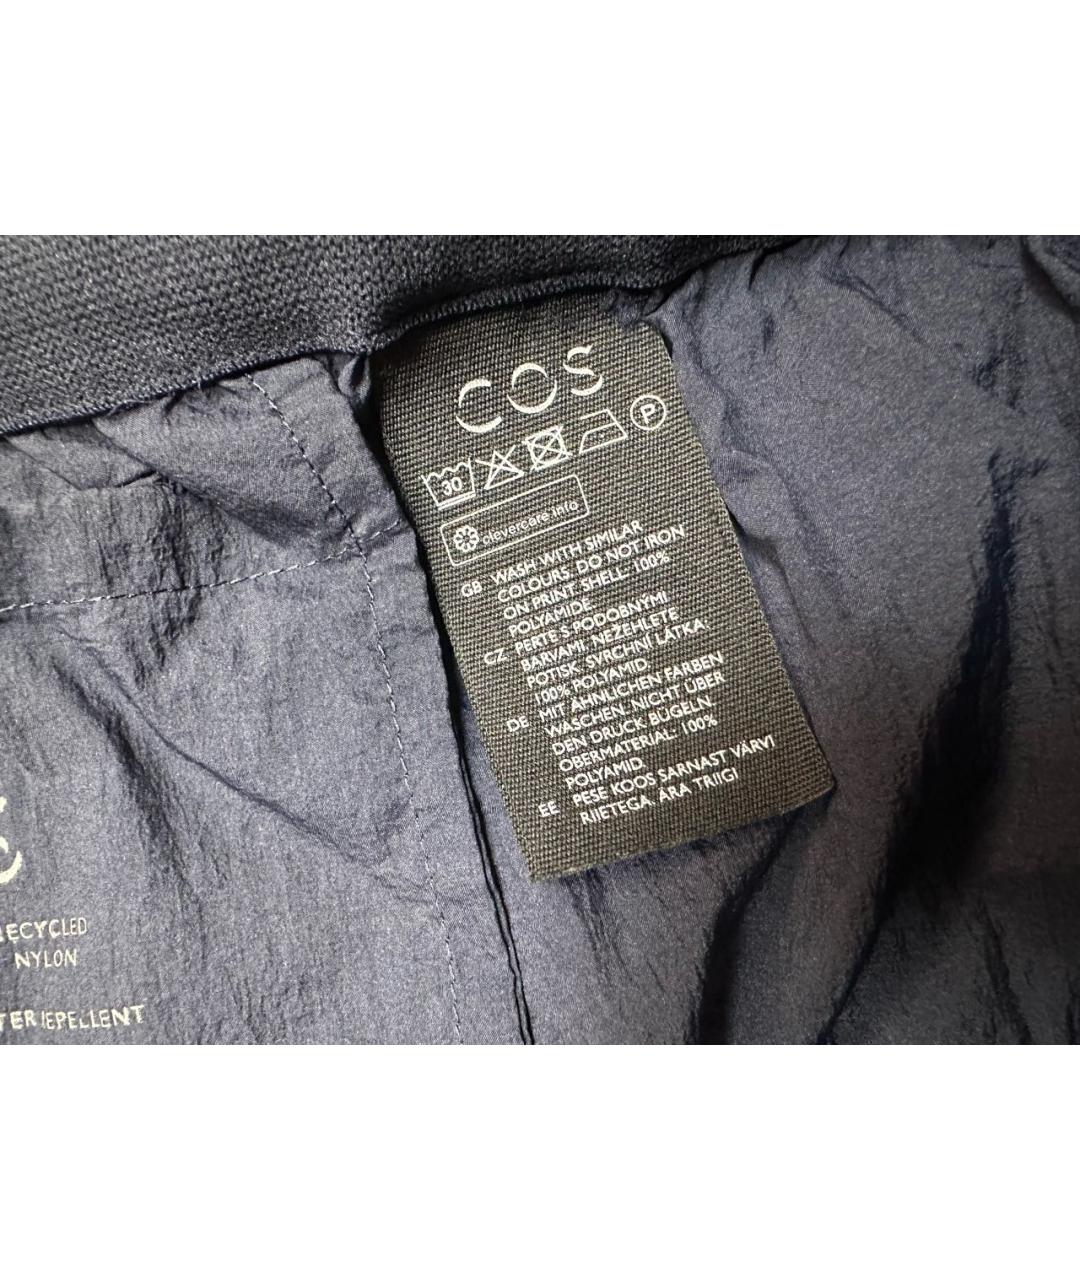 COS
P
30
clevercare.info
GB WASH WITH SIMILAR
COLOURS. DO NOT IRON
ON PRINT SHELL: 100%
POLYAMIDE.
CZ PERTE S PODOBNÝMI
BARVAMI. NEŽEHLETE
POTISK. SVRCHNÍ LÁTKA
100% POLYAMID.
DE MIT ÄHNLICHEN FARBEN
WASCHEN. NICHT ÜBER
DEN DRUCK BÜGELN.
OBERMATERIAL: 100%
POLYAMID.
EE PESE KOOS SARNAST VÄRVI
RIIETEGA. ÄRA TRIIGI
ECYCLED
NYLON
TER REPELLENT